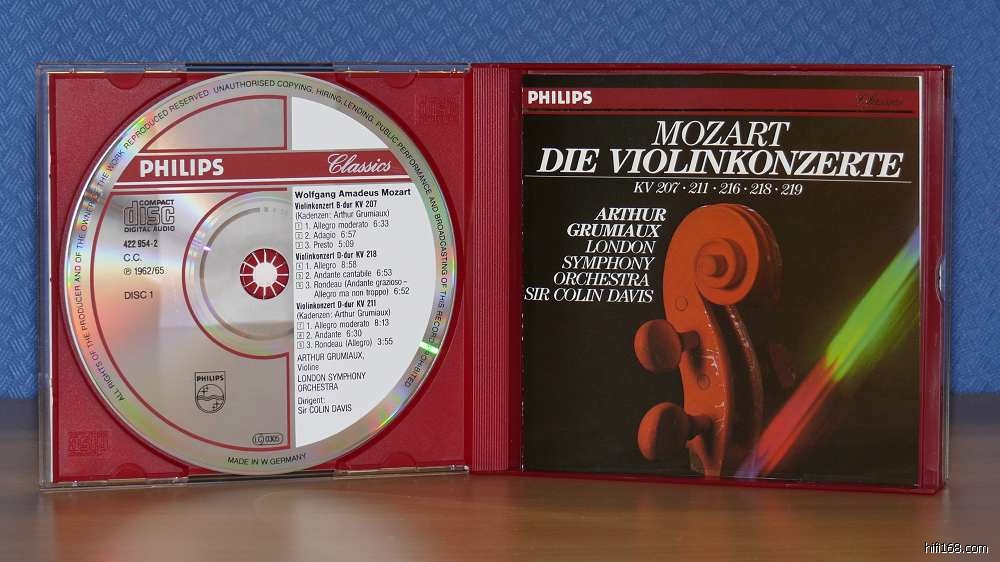 ALL RIGHTS OF THE PRODUCER AND OF THE OWNER OF THE WORK REPRODUCED RESERVED. UNAUTHORISED COPYING, HIRING, LENDING, PUBLIC PERFORMANCE AND BROADCASTING OF THIS RECORD PROHIBITED
PHILIPS
Classics
COMPACT
disc
DIGITAL AUDIO
422 954-2
C.C.
Ⓟ 1962/65
DISC 1
Wolfgang Amadeus Mozart
Violinkonzert B-dur KV 207
(Kadenzen: Arthur Grumiaux)
1 1. Allegro moderato 6:33
2 2. Adagio 6:57
3 3. Presto 5:09
Violinkonzert D-dur KV 218
4 1. Allegro 8:58
5 2. Andante cantabile 6:53
6 3. Rondeau (Andante grazioso –
Allegro ma non troppo) 6:52
Violinkonzert D-dur KV 211
(Kadenzen: Arthur Grumiaux)
7 1. Allegro moderato 8:13
8 2. Andante 6:30
9 3. Rondeau (Allegro) 3:55
ARTHUR GRUMIAUX,
Violine
LONDON SYMPHONY
ORCHESTRA
Dirigent:
Sir COLIN DAVIS
PHILIPS
LC 0305
MADE IN W. GERMANY
PHILIPS
Classics
MOZART
DIE VIOLINKONZERTE
KV 207 · 211 · 216 · 218 · 219
ARTHUR
GRUMIAUX
LONDON
SYMPHONY
ORCHESTRA
SIR COLIN DAVIS
hifi168.com